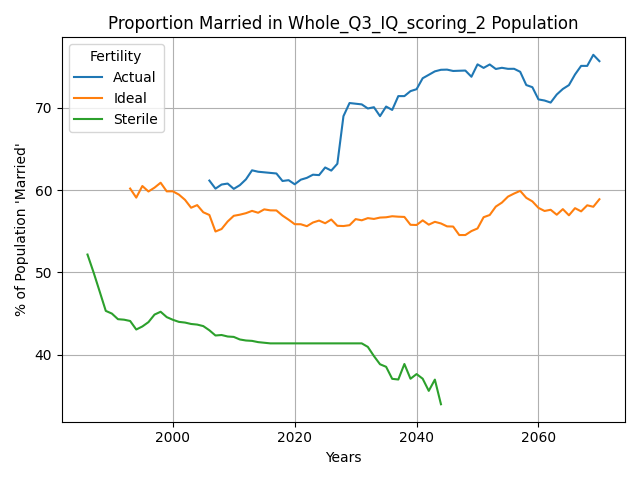 Proportion Married in Whole_Q3_IQ_scoring_2 Population
Fertility
Actual
Ideal
Sterile
% of Population 'Married'
70
60
50
40
2000
2020
2040
2060
Years